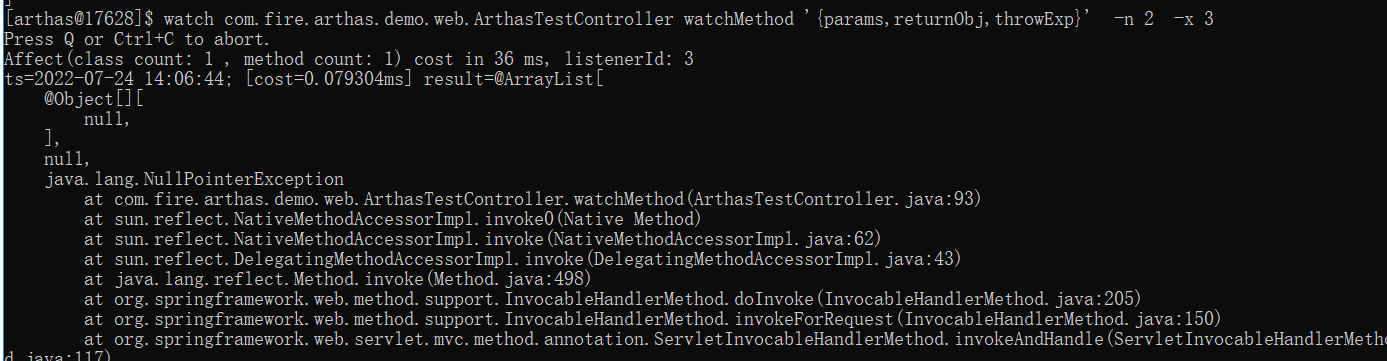 [arthas@17628]$ watch com.fire.arthas.demo.web.ArthasTestController watchMethod '{params,returnObj,throwExp}'  -n 2  -x 3
Press Q or Ctrl+C to abort.
Affect(class count: 1 , method count: 1) cost in 36 ms, listenerId: 3
ts=2022-07-24 14:06:44; [cost=0.079304ms] result=@ArrayList[
    @Object[][
        null,
    ],
    null,
    java.lang.NullPointerException
        at com.fire.arthas.demo.web.ArthasTestController.watchMethod(ArthasTestController.java:93)
        at sun.reflect.NativeMethodAccessorImpl.invoke0(Native Method)
        at sun.reflect.NativeMethodAccessorImpl.invoke(NativeMethodAccessorImpl.java:62)
        at sun.reflect.DelegatingMethodAccessorImpl.invoke(DelegatingMethodAccessorImpl.java:43)
        at java.lang.reflect.Method.invoke(Method.java:498)
        at org.springframework.web.method.support.InvocableHandlerMethod.doInvoke(InvocableHandlerMethod.java:205)
        at org.springframework.web.method.support.InvocableHandlerMethod.invokeForRequest(InvocableHandlerMethod.java:150)
        at org.springframework.web.servlet.mvc.method.annotation.ServletInvocableHandlerMethod.invokeAndHandle(ServletInvocableHandlerMetho
d.java:117)